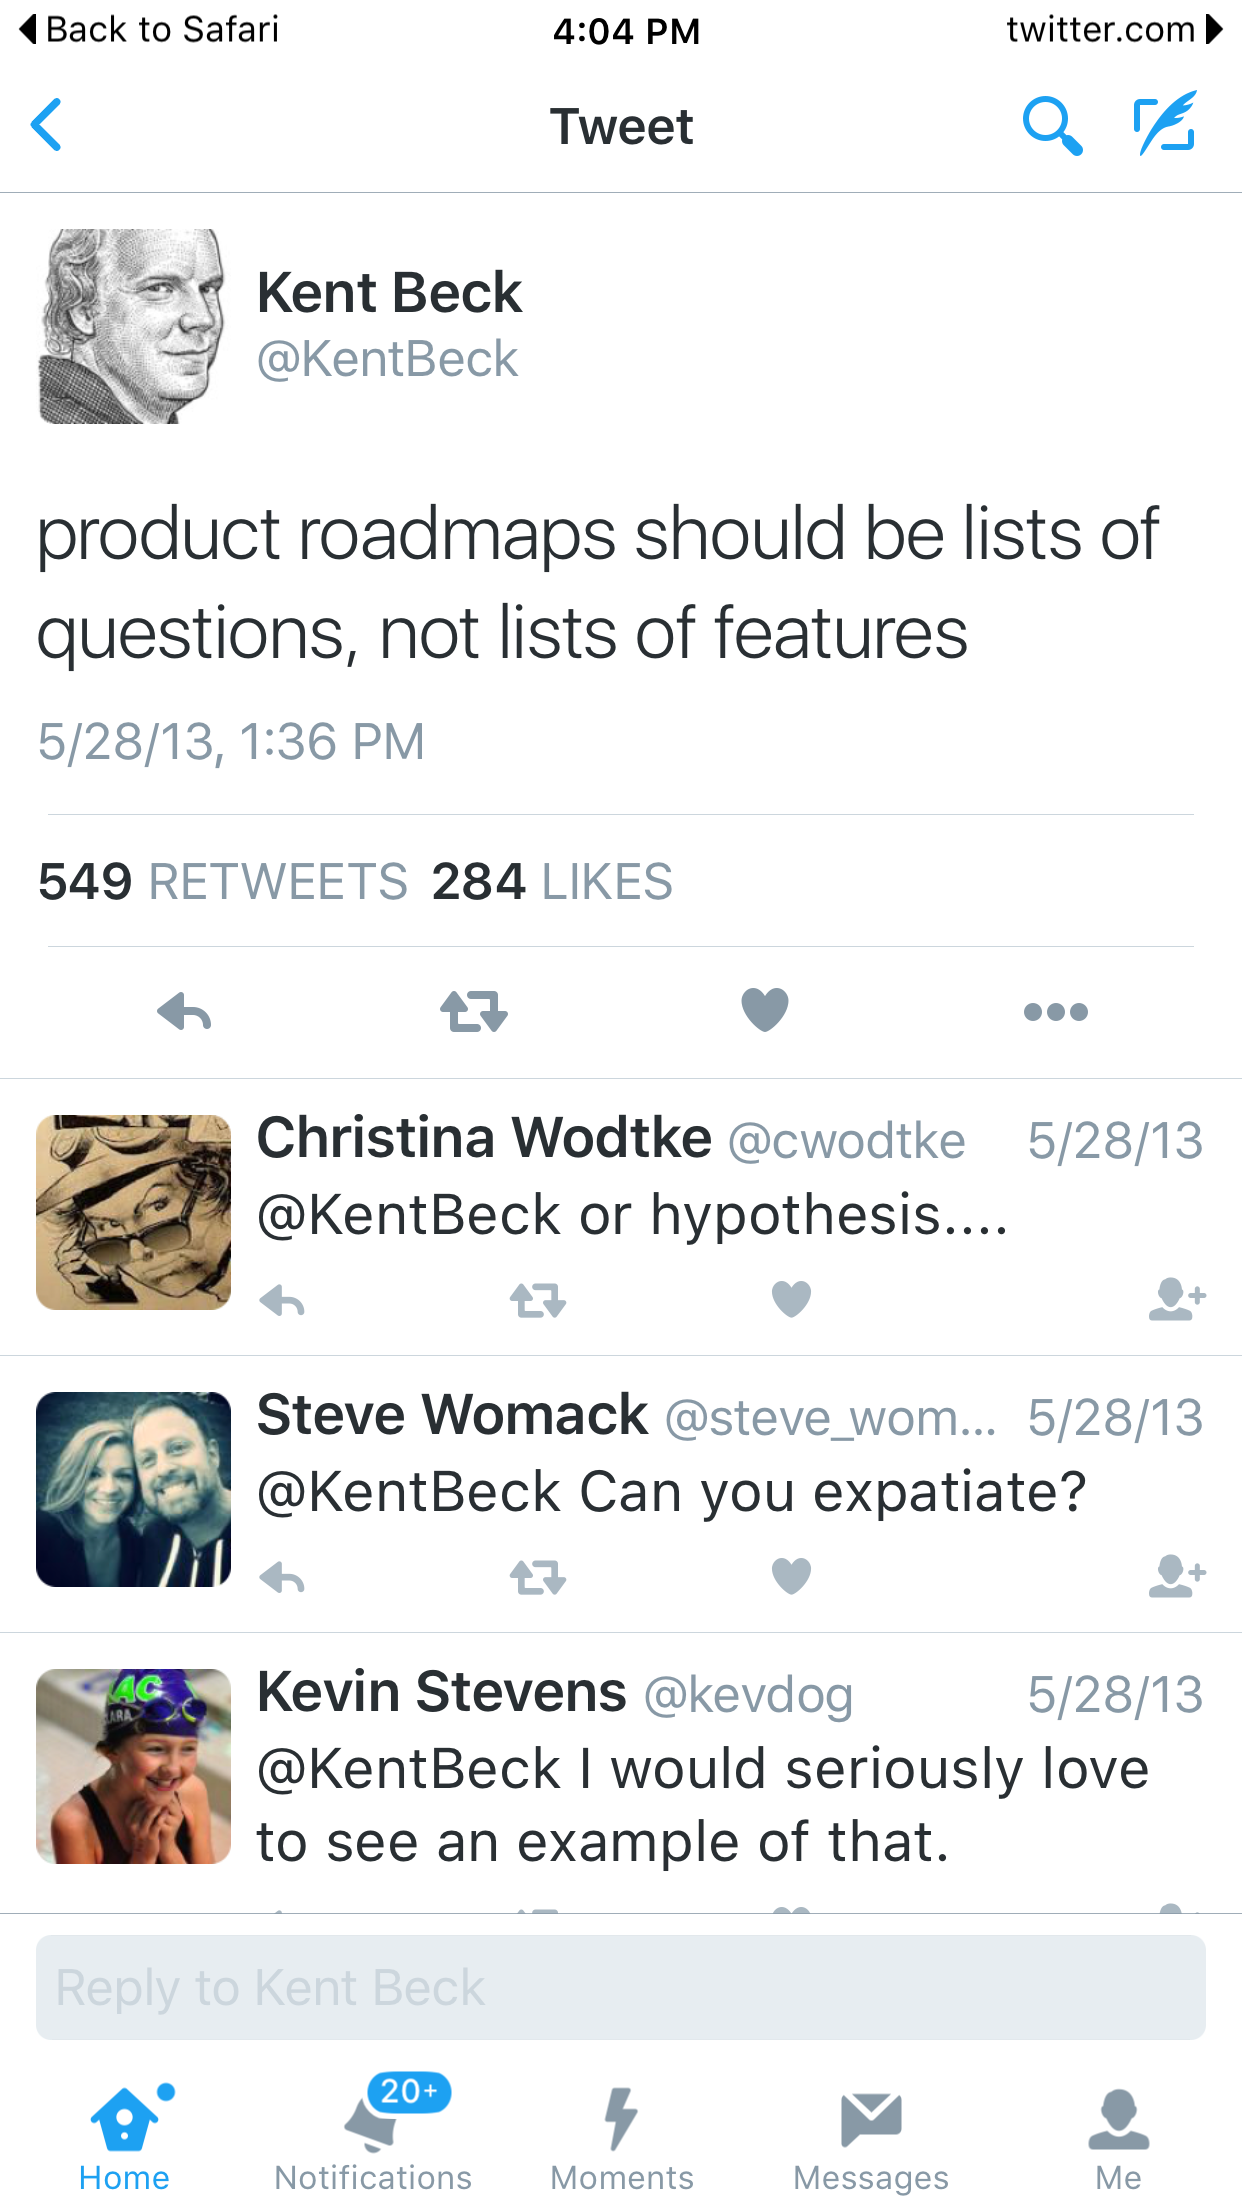 Back to Safari 4:04 PM twitter.com
Tweet
Kent Beck
@KentBeck
product roadmaps should be lists of
questions, not lists of features
5/28/13, 1:36 PM
549 RETWEETS 284 LIKES
Christina Wodtke @cwodtke 5/28/13
@KentBeck or hypothesis....
Steve Womack @steve_wom... 5/28/13
@KentBeck Can you expatiate?
AC
ARA
Kevin Stevens @kevdog 5/28/13
@KentBeck I would seriously love
to see an example of that.
Reply to Kent Beck
20+
Home Notifications Moments Messages Me